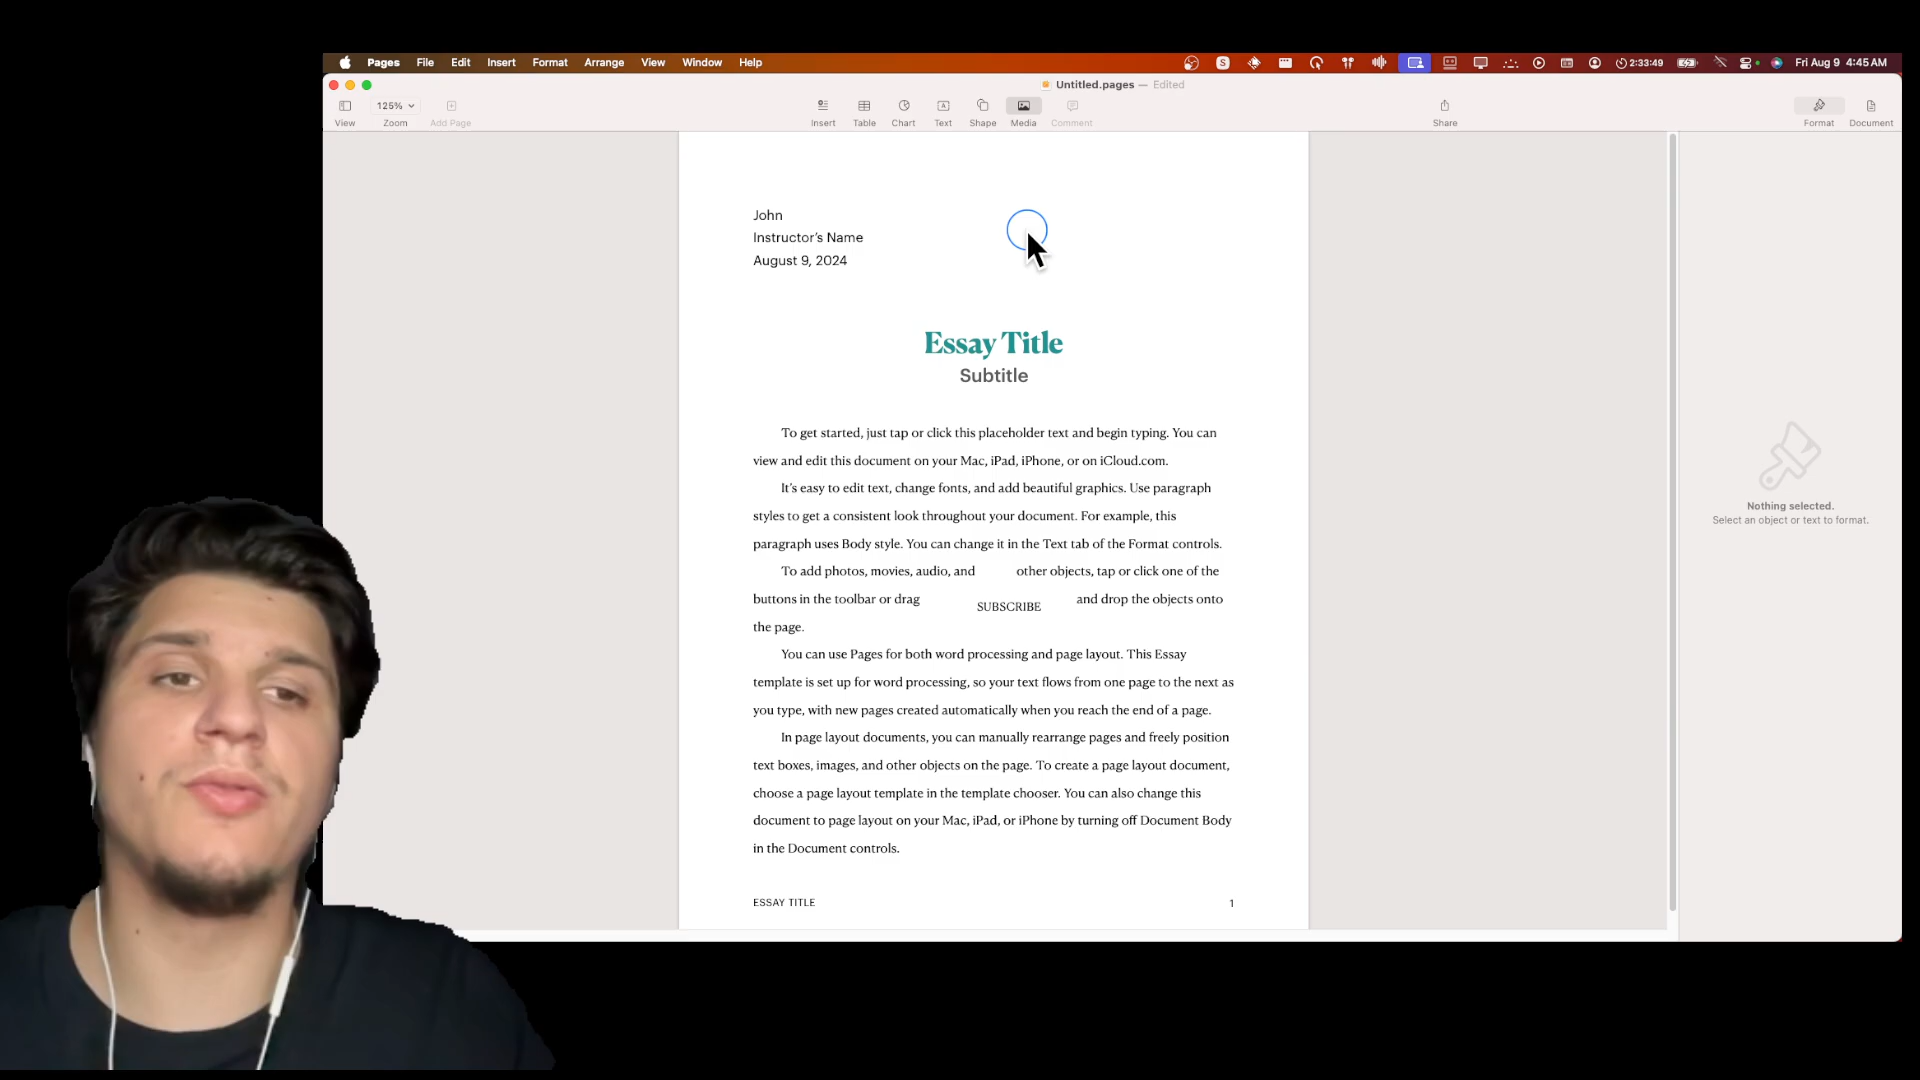 Pages File Edit Insert Format Arrange View Window Help
S
2:33:49
Fri Aug 9 4:45 AM
Untitled.pages — Edited
125%
View Zoom Add Page
Insert Table Chart Text Shape Media Comment
Share
Format Document
John
Instructor’s Name
August 9, 2024
Essay Title
Subtitle
To get started, just tap or click this placeholder text and begin typing. You can
view and edit this document on your Mac, iPad, iPhone, or on iCloud.com.
It’s easy to edit text, change fonts, and add beautiful graphics. Use paragraph
styles to get a consistent look throughout your document. For example, this
paragraph uses Body style. You can change it in the Text tab of the Format controls.
To add photos, movies, audio, and other objects, tap or click one of the
buttons in the toolbar or drag and drop the objects onto
SUBSCRIBE
the page.
You can use Pages for both word processing and page layout. This Essay
template is set up for word processing, so your text flows from one page to the next as
you type, with new pages created automatically when you reach the end of a page.
In page layout documents, you can manually rearrange pages and freely position
text boxes, images, and other objects on the page. To create a page layout document,
choose a page layout template in the template chooser. You can also change this
document to page layout on your Mac, iPad, or iPhone by turning off Document Body
in the Document controls.
ESSAY TITLE 1
Nothing selected.
Select an object or text to format.